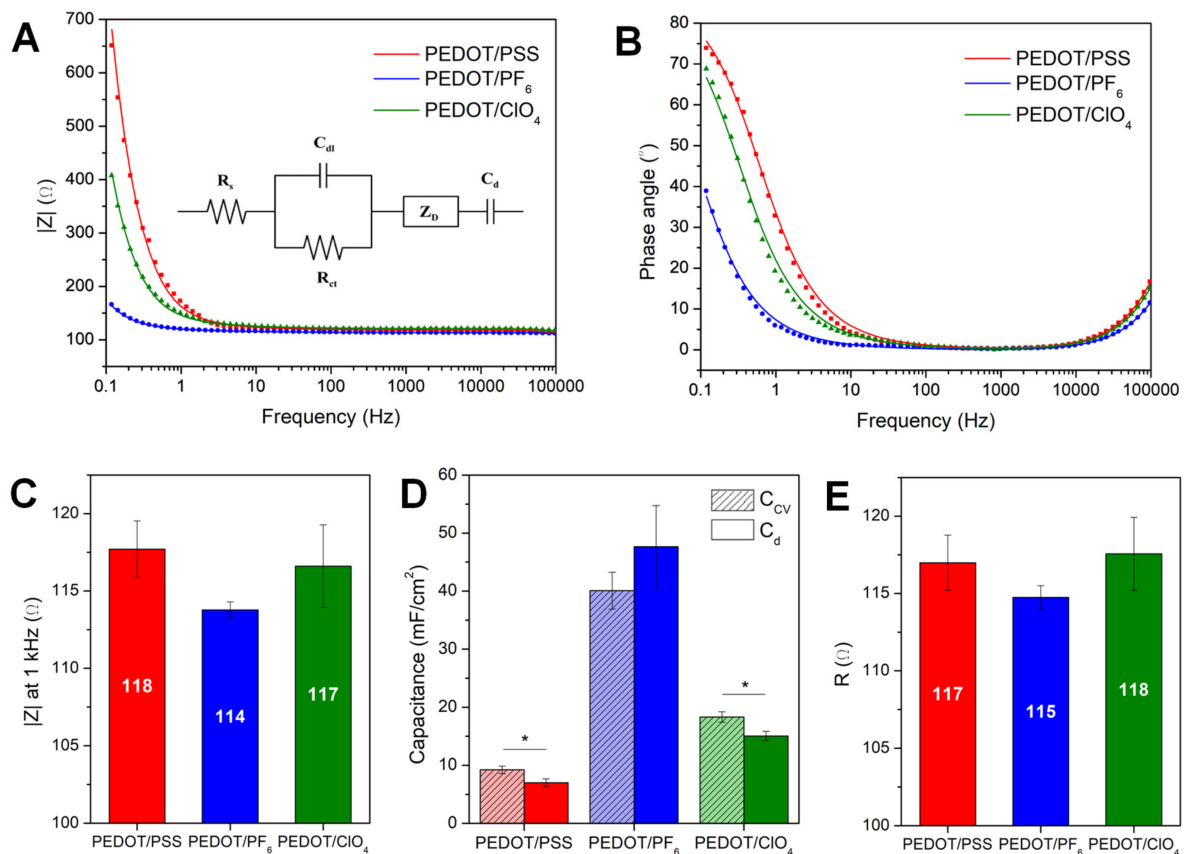 A
|Z| (Ω)
700
600
500
400
300
200
100
0.1
1
10
100
1000
10000
100000
Frequency (Hz)
PEDOT/PSS
PEDOT/PF6
PEDOT/ClO4
Rs
Cdl
Rct
ZD
Cd
B
Phase angle (°)
80
70
60
50
40
30
20
10
0
0.1
1
10
100
1000
10000
100000
Frequency (Hz)
PEDOT/PSS
PEDOT/PF6
PEDOT/ClO4
C
|Z| at 1 kHz (Ω)
120
115
110
105
100
118
114
117
PEDOT/PSS
PEDOT/PF6
PEDOT/ClO4
D
Capacitance (mF/cm2)
60
50
40
30
20
10
0
CCV
Cd
*
*
PEDOT/PSS
PEDOT/PF6
PEDOT/ClO4
E
R (Ω)
120
115
110
105
100
117
115
118
PEDOT/PSS
PEDOT/PF6
PEDOT/ClO4